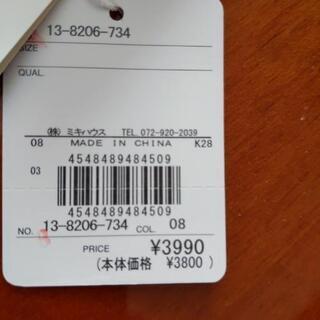 13-8206-734
SIZE
QUAL.
㈱ ミキハウス TEL. 072-920-2039
08 MADE IN CHINA K28
4548489484509
03
4548489484509
NO. 13-8206-734 COL. 08
PRICE ¥3990
(本体価格 ¥3800)